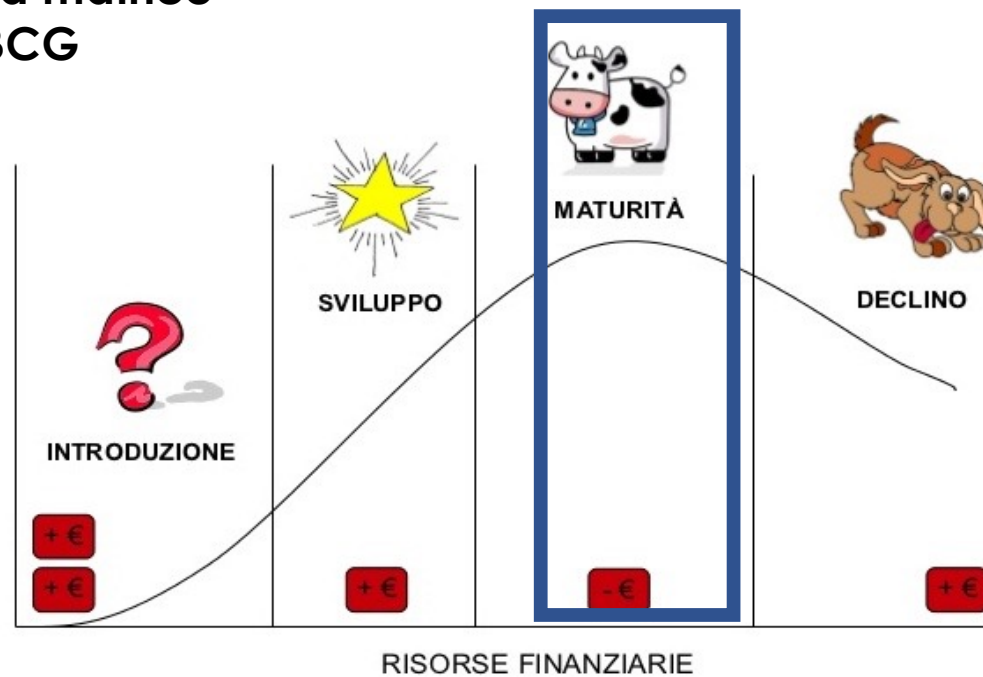 BCG
MATURITÀ
SVILUPPO
DECLINO
INTRODUZIONE
+ €
+ €
+ €
- €
+ €
RISORSE FINANZIARIE